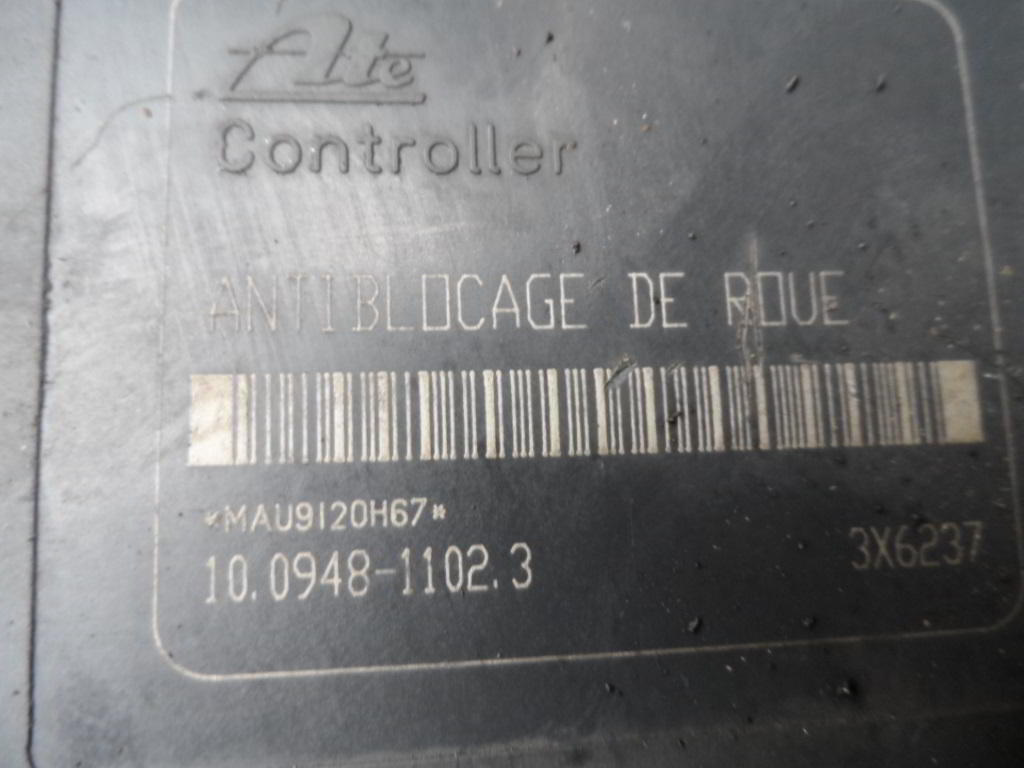 Ate
Controller
ANTIBLOCAGE DE ROUE
*MAU9120H67*
10.0948-1102.3 3X6237